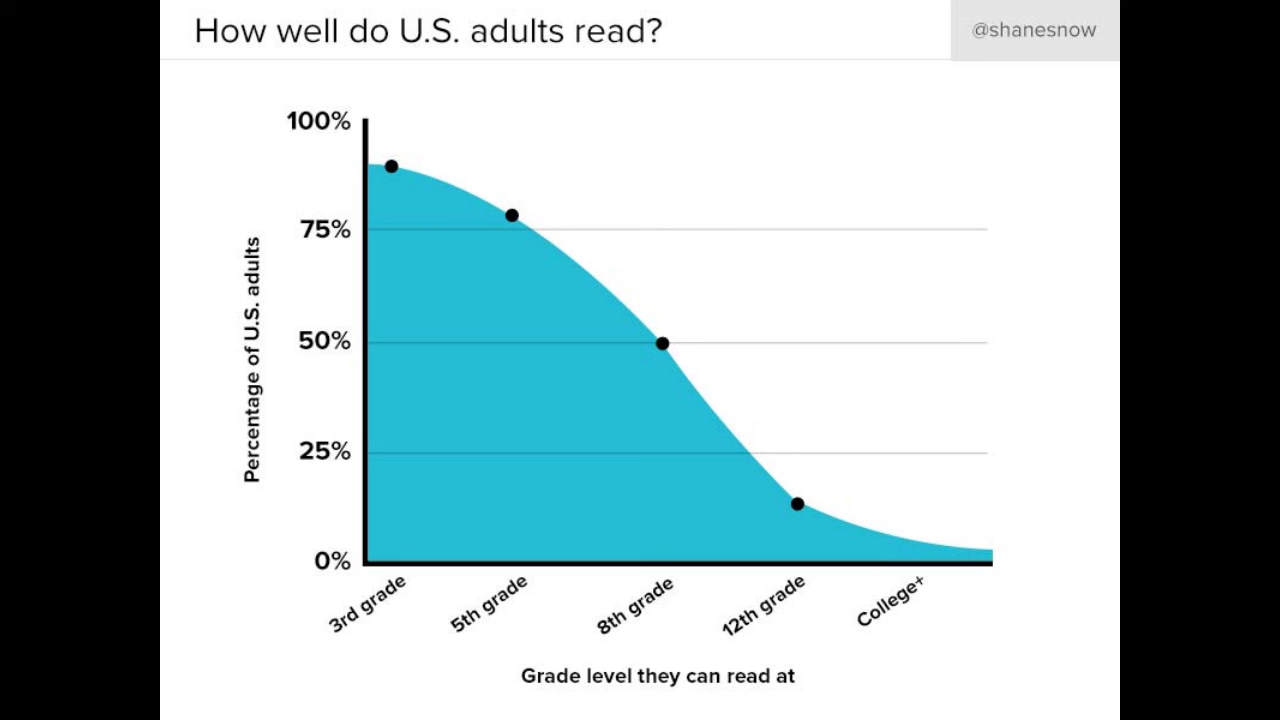 How well do U.S. adults read?
@shanesnow
100%
75%
50%
25%
0%
Percentage of U.S. adults
3rd grade
5th grade
8th grade
12th grade
College+
Grade level they can read at